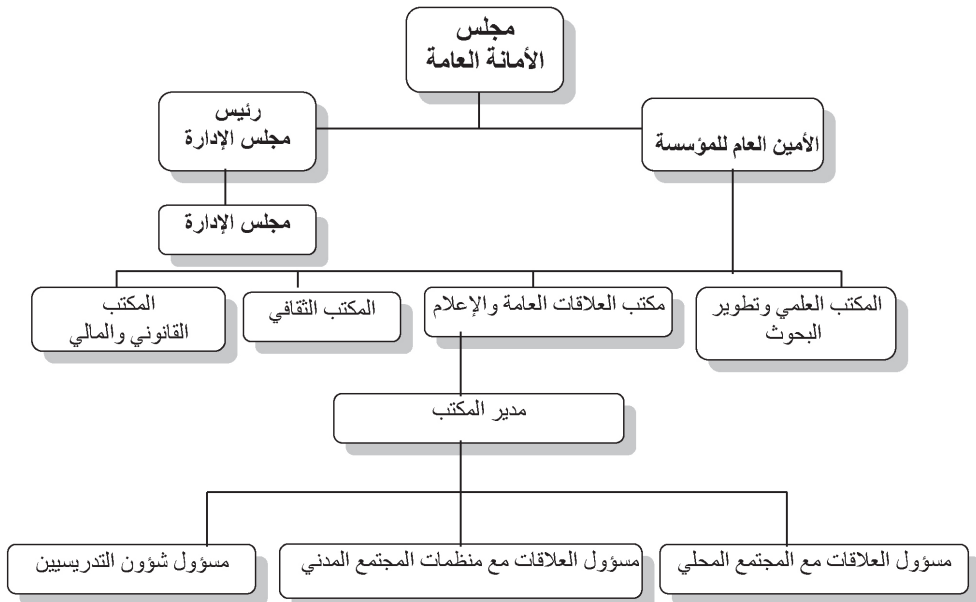 مجلس
الأمانة العامة
الأمين العام للمؤسسة
رئيس
مجلس الإدارة
مجلس الإدارة
المكتب العلمي وتطوير
البحوث
مكتب العلاقات العامة والإعلام
المكتب الثقافي
المكتب
القانوني والمالي
مدير المكتب
مسؤول العلاقات مع المجتمع المحلي
مسؤول العلاقات مع منظمات المجتمع المدني
مسؤول شؤون التدريسيين